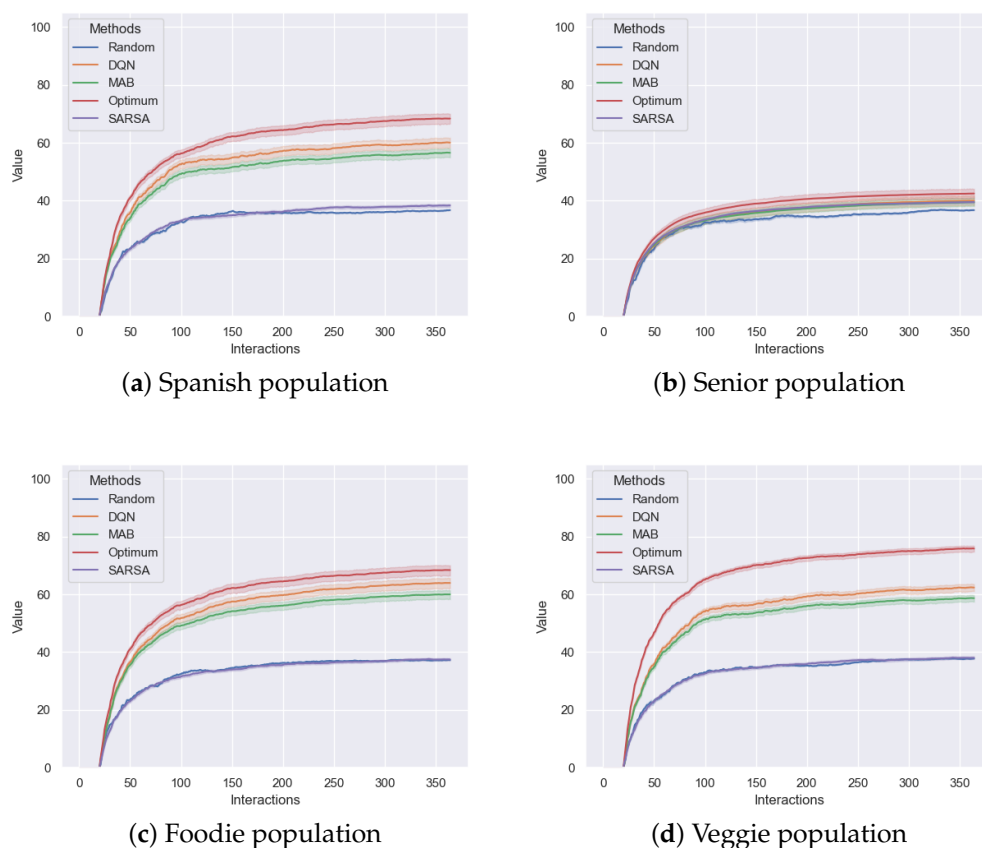 100
80
60
40
20
0
Value
Methods
Random
DQN
MAB
Optimum
SARSA
0 50 100 150 200 250 300 350
Interactions
(a) Spanish population
100
80
60
40
20
0
Value
Methods
Random
DQN
MAB
Optimum
SARSA
0 50 100 150 200 250 300 350
Interactions
(b) Senior population
100
80
60
40
20
0
Value
Methods
Random
DQN
MAB
Optimum
SARSA
0 50 100 150 200 250 300 350
Interactions
(c) Foodie population
100
80
60
40
20
0
Value
Methods
Random
DQN
MAB
Optimum
SARSA
0 50 100 150 200 250 300 350
Interactions
(d) Veggie population